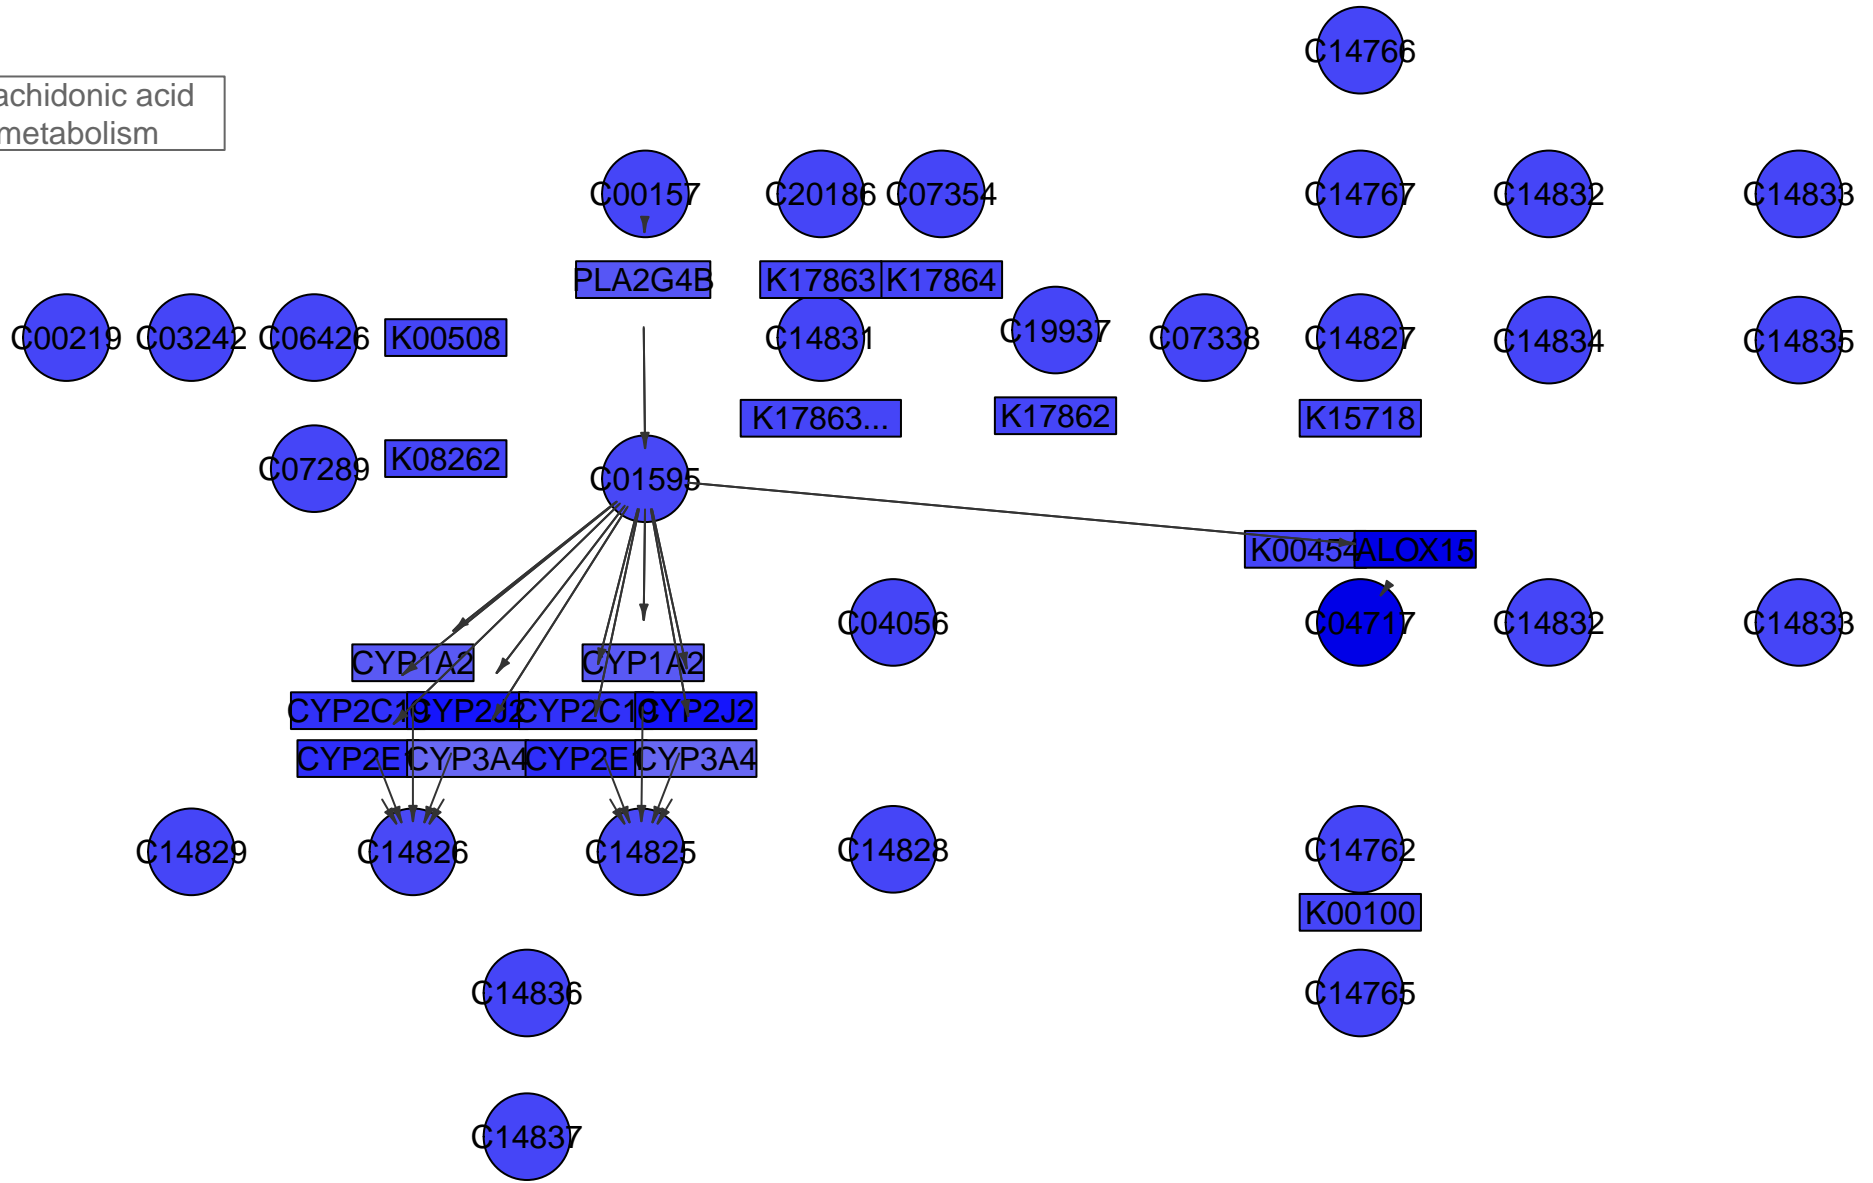 C14766
achidonic acid
metabolism
C00157
C20186
C07354
C14767
C14832
C14833
PLA2G4B
K17863
K17864
C00219
C03242
C06426
K00508
C14831
C19937
C07338
C14827
C14834
C14835
K17863...
K17862
K15718
C07289
K08262
C01595
K00454
ALOX15
C04056
C04717
C14832
C14833
CYP1A2
CYP1A2
CYP2C19
CYP2J2
CYP2C19
CYP2J2
CYP2E1
CYP3A4
CYP2E1
CYP3A4
C14829
C14826
C14825
C14828
C14762
K00100
C14836
C14765
C14837